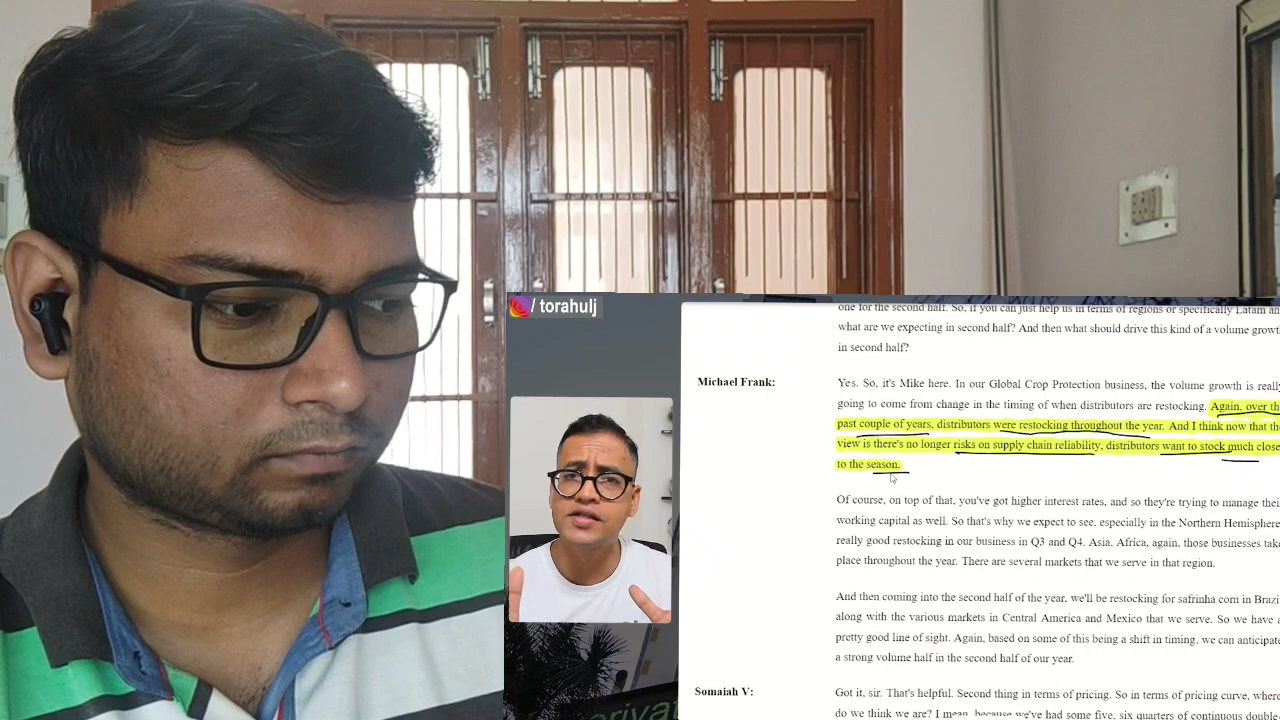 / torahulj
one for the second half. So, if you can just help us in terms of regions or specifically Latam an
what are we expecting in second half? And then what should drive this kind of a volume growt
in second half?
Michael Frank:
Yes. So, it's Mike here. In our Global Crop Protection business, the volume growth is reall
going to come from change in the timing of when distributors are restocking. Again, over th
past couple of years, distributors were restocking throughout the year. And I think now that the
view is there's no longer risks on supply chain reliability, distributors want to stock much close
to the season.
Of course, on top of that, you've got higher interest rates, and so they're trying to manage thei
working capital as well. So that's why we expect to see, especially in the Northern Hemisphere
really good restocking in our business in Q3 and Q4. Asia, Africa, again, those businesses take
place throughout the year. There are several markets that we serve in that region.
And then coming into the second half of the year, we'll be restocking for safrinha corn in Brazi
along with the various markets in Central America and Mexico that we serve. So we have a
pretty good line of sight. Again, based on some of this being a shift in timing, we can anticipate
a strong volume half in the second half of our year.
Somaiah V:
Got it, sir. That's helpful. Second thing in terms of pricing. So in terms of pricing curve, where
do we think we are? I mean, because we've had some five, six quarters of continuous double